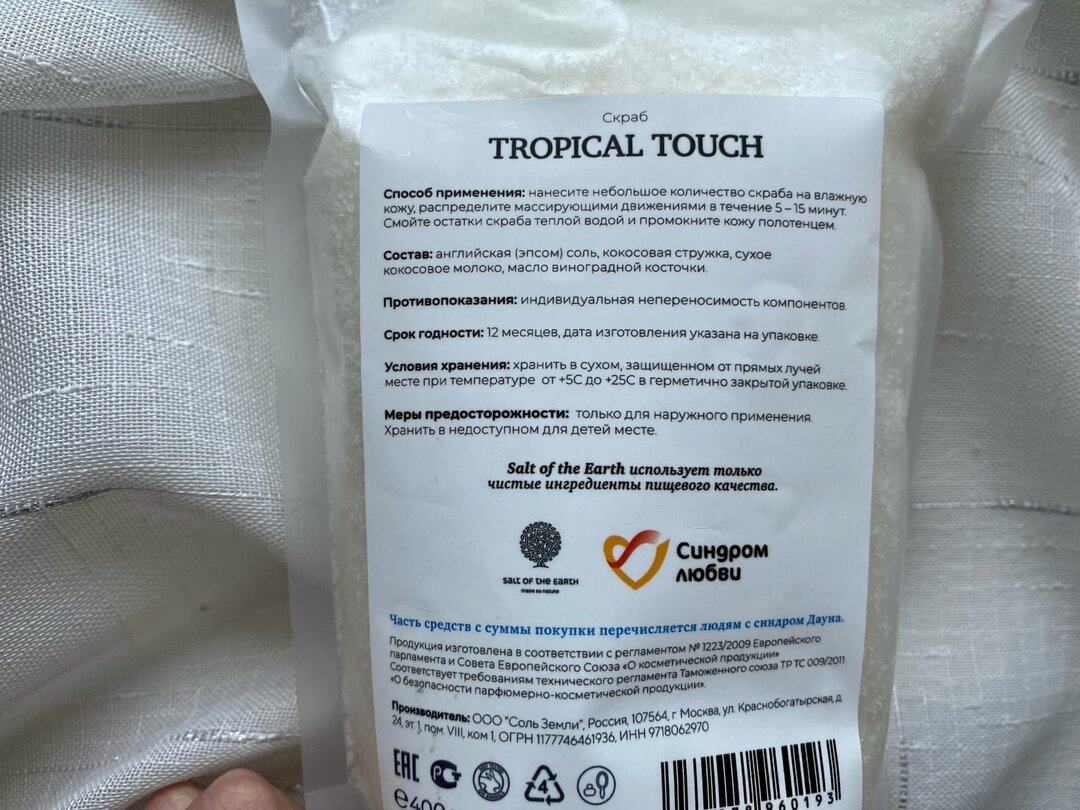 Скраб
TROPICAL TOUCH
Способ применения: нанесите небольшое количество скраба на влажную
кожу, распределите массирующими движениями в течение 5 – 15 минут.
Смойте остатки скраба теплой водой и промокните кожу полотенцем.
Состав: английская (эпсом) соль, кокосовая стружка, сухое
кокосовое молоко, масло виноградной косточки.
Противопоказания: индивидуальная непереносимость компонентов.
Срок годности: 12 месяцев, дата изготовления указана на упаковке.
Условия хранения: хранить в сухом, защищенном от прямых лучей
месте при температуре от +5С до +25С в герметично закрытой упаковке.
Меры предосторожности: только для наружного применения.
Хранить в недоступном для детей месте.
Salt of the Earth использует только
чистые ингредиенты пищевого качества.
SALT OF THE EARTH
made by nature
Синдром
любви
Часть средств с суммы покупки перечисляется людям с синдром Дауна.
Продукция изготовлена в соответствии с регламентом № 1223/2009 Европейского
парламента и Совета Европейского Союза «О косметической продукции»
Соответствует требованиям технического регламента Таможенного союза ТР ТС 009/2011
«О безопасности парфюмерно-косметической продукции».
Производитель: ООО "Соль Земли", Россия, 107564, г. Москва, ул. Краснобогатырская, д.
24, эт. 1, пом. VIII, ком 1, ОГРН 1177746461936, ИНН 9718062970
EAC
4
℮400
960193